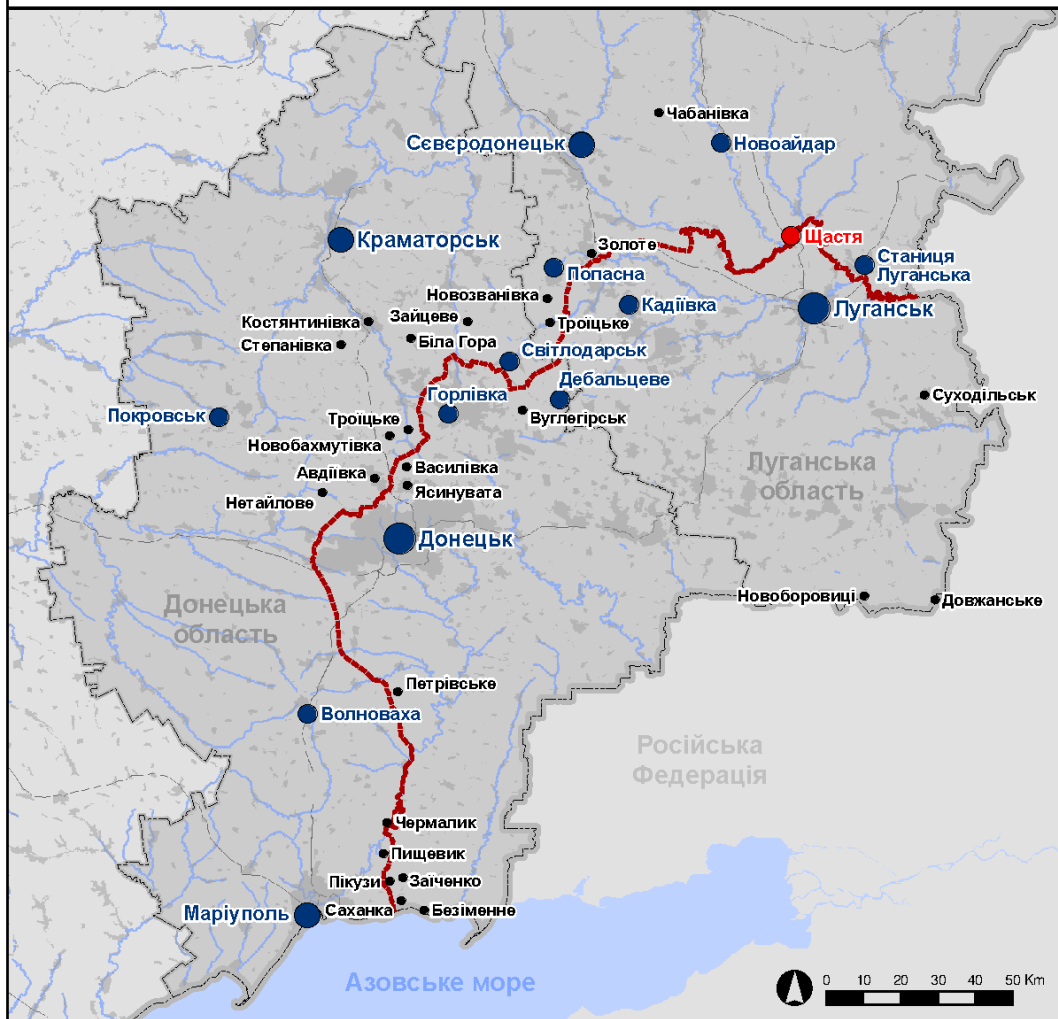 Чабанівка
Сєвєродонецьк
Новоайдар
Краматорськ
Щастя
Золоте
Станиця
Луганська
Попасна
Новозванівка
Кадіївка
Луганськ
Костянтинівка
Зайцеве
Троїцьке
Степанівка
Біла Гора
Світлодарськ
Дебальцеве
Суходільськ
Покровськ
Горлівка
Вуглегірськ
Троїцьке
Новобахмутівка
Луганська
область
Авдіївка
Василівка
Нетайлове
Ясинувата
Донецьк
Новоборовиці
Довжанське
Донецька
область
Петрівське
Волноваха
Російська
Федерація
Чермалик
Пищевик
Пікузи
Заїченко
Саханка
Безіменне
Маріуполь
Азовське море
0 10 20 30 40 50 Km